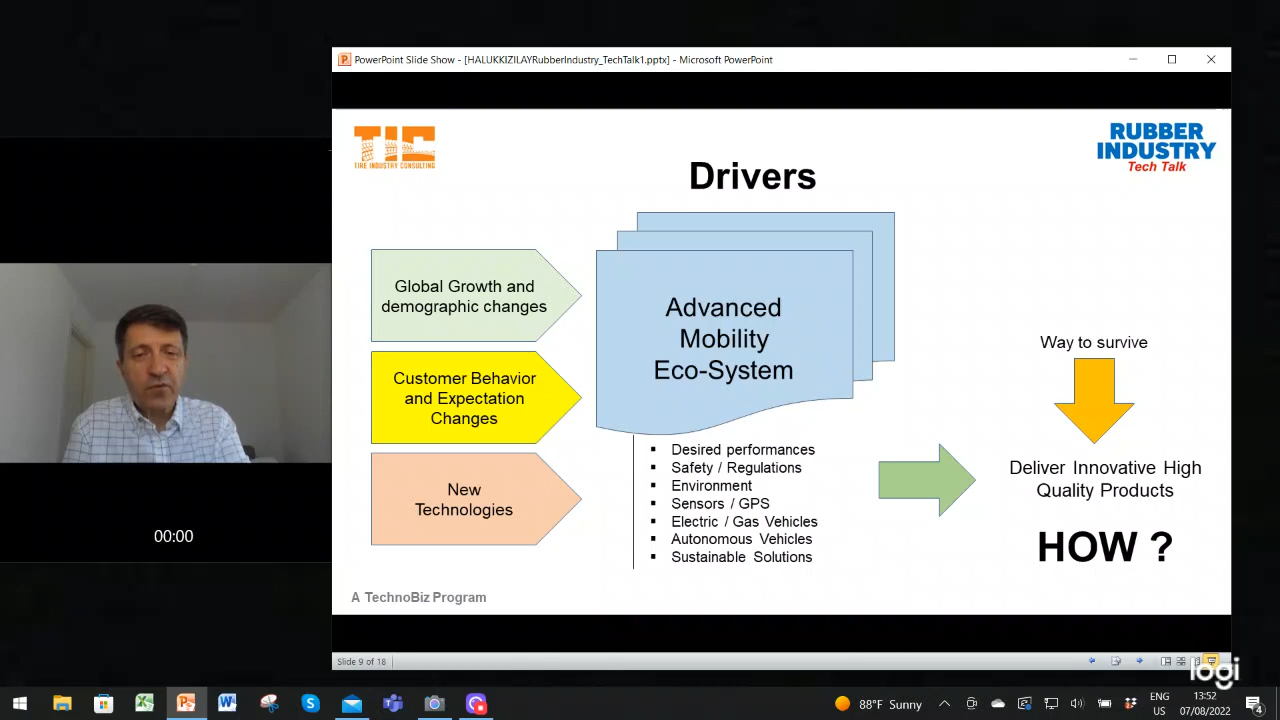 PowerPoint Slide Show - [HALUKKIZILAYRubberIndustry_TechTalk1.pptx] - Microsoft PowerPoint
TIC
TIRE INDUSTRY CONSULTING
RUBBER
INDUSTRY
Tech Talk
Drivers
Global Growth and
demographic changes
Customer Behavior
and Expectation
Changes
New
Technologies
Advanced
Mobility
Eco-System
▪ Desired performances
▪ Safety / Regulations
▪ Environment
▪ Sensors / GPS
▪ Electric / Gas Vehicles
▪ Autonomous Vehicles
▪ Sustainable Solutions
Way to survive
Deliver Innovative High
Quality Products
HOW ?
A TechnoBiz Program
00:00
Slide 9 of 18
logi
88°F Sunny
ENG
US
13:52
07/08/2022
4